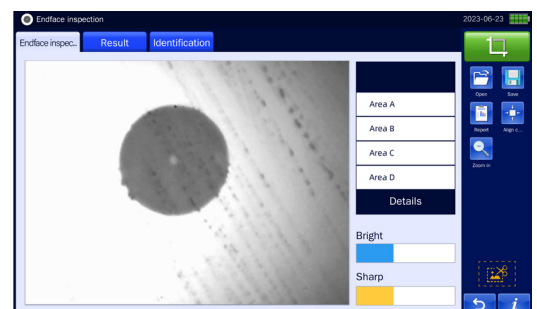 Endface inspection
2023-06-23
Endface inspec..
Result
Identification
Open
Save
Report
Align c...
Zoom in
Area A
Area B
Area C
Area D
Details
Bright
Sharp
i